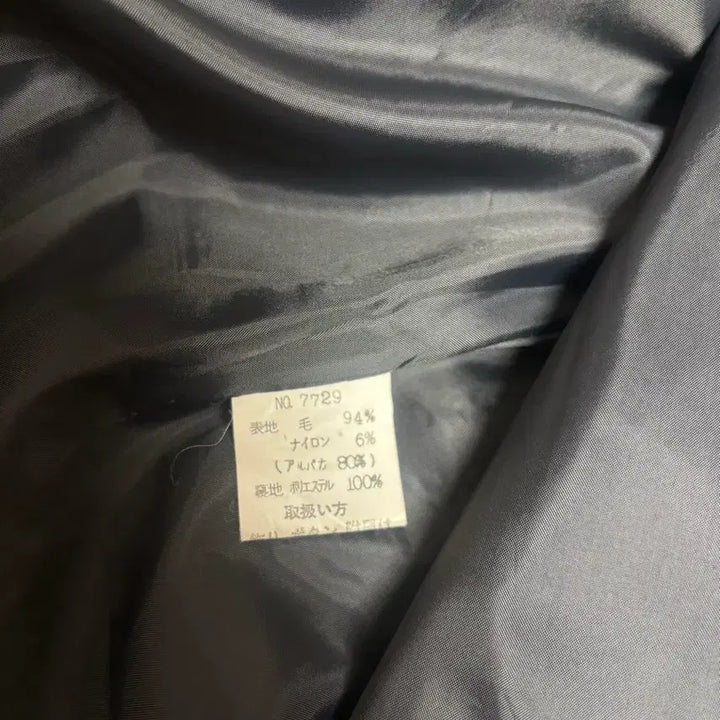 NO. 7729
表地 毛 94%
ナイロン 6%
(アルパカ 80%)
裏地 ポリエステル 100%
取扱い方